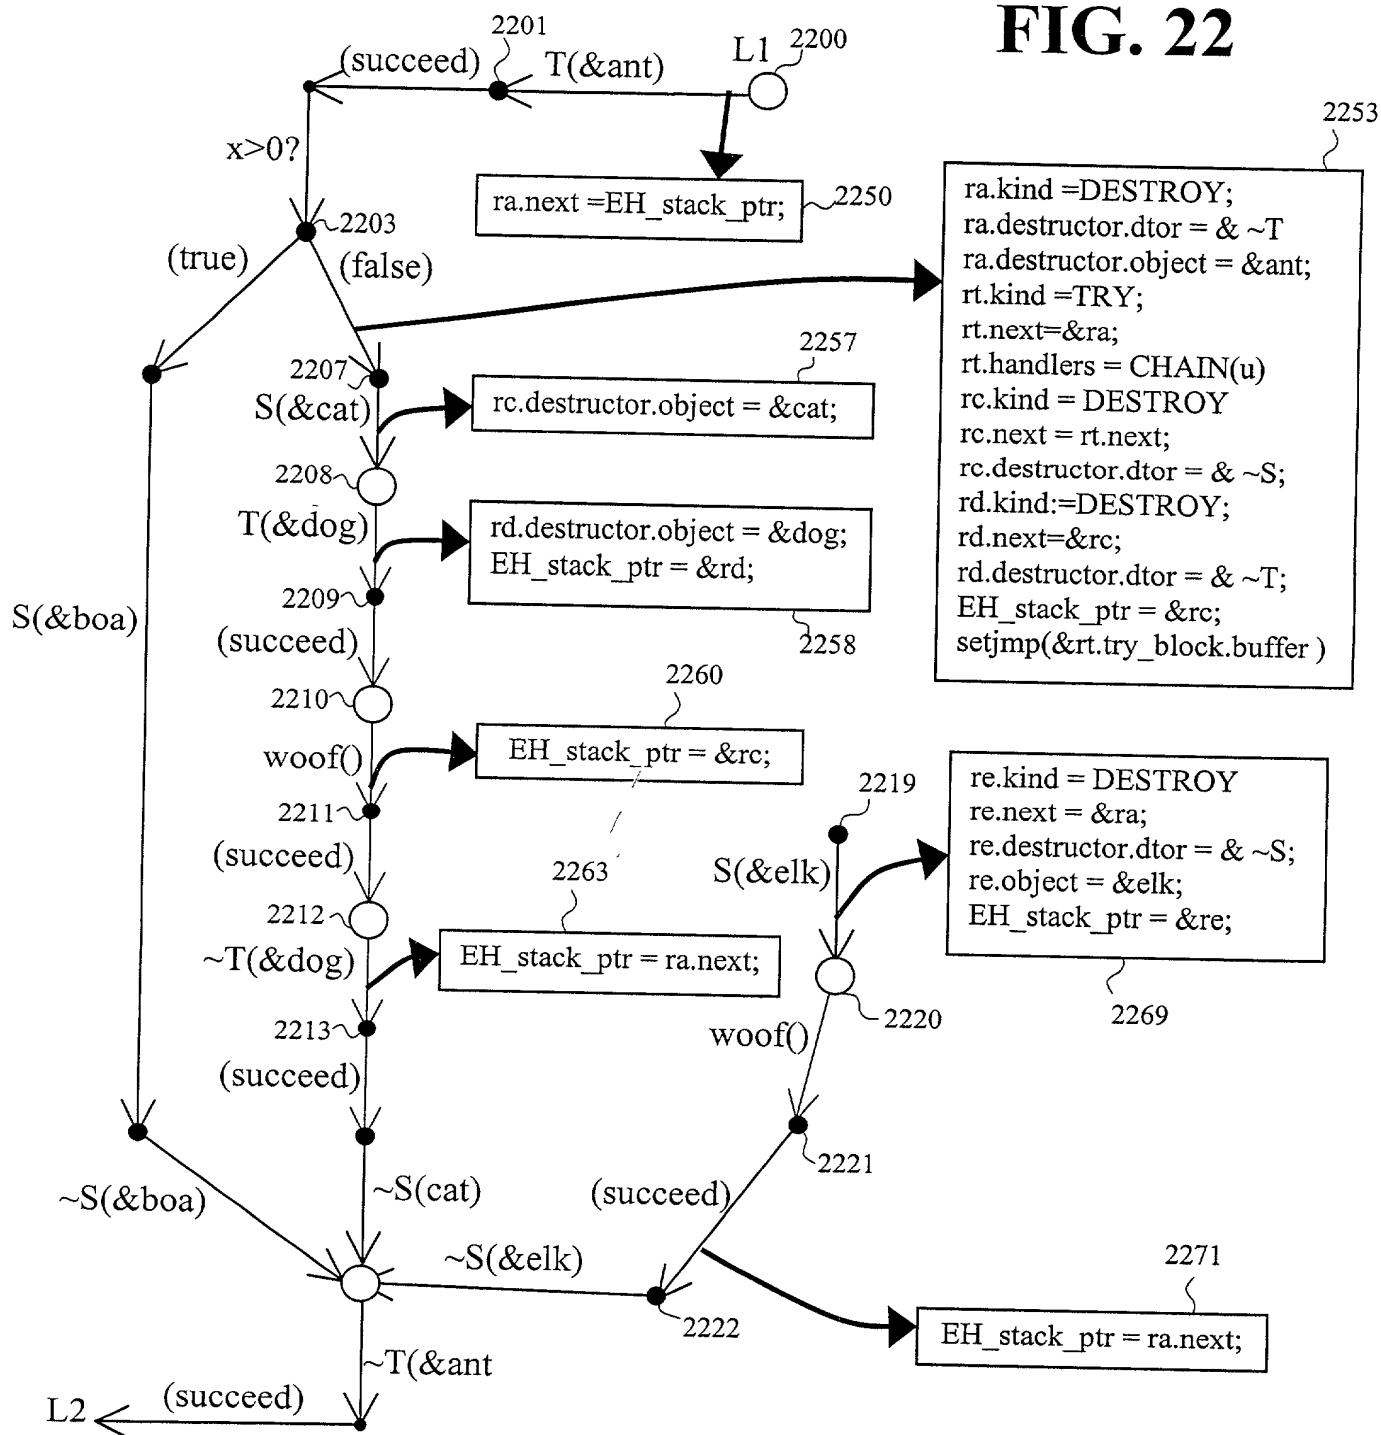 FIG. 22
2201
(succeed)
T(&ant)
L1
2200
x>0?
ra.next =EH_stack_ptr;
2250
2203
(true)
(false)
2253
ra.kind =DESTROY;
ra.destructor.dtor = & ~T
ra.destructor.object = &ant;
rt.kind =TRY;
rt.next=&ra;
rt.handlers = CHAIN(u)
rc.kind = DESTROY
rc.next = rt.next;
rc.destructor.dtor = & ~S;
rd.kind:=DESTROY;
rd.next=&rc;
rd.destructor.dtor = & ~T;
EH_stack_ptr = &rc;
setjmp(&rt.try_block.buffer )
2207
2257
S(&cat)
rc.destructor.object = &cat;
2208
T(&dog)
rd.destructor.object = &dog;
EH_stack_ptr = &rd;
2258
2209
S(&boa)
(succeed)
2210
2260
woof()
EH_stack_ptr = &rc;
2211
(succeed)
2263
2212
~T(&dog)
EH_stack_ptr = ra.next;
2213
(succeed)
2219
S(&elk)
re.kind = DESTROY
re.next = &ra;
re.destructor.dtor = & ~S;
re.object = &elk;
EH_stack_ptr = &re;
2269
2220
woof()
2221
(succeed)
~S(&boa)
~S(cat)
~S(&elk)
2222
2271
EH_stack_ptr = ra.next;
~T(&ant
(succeed)
L2